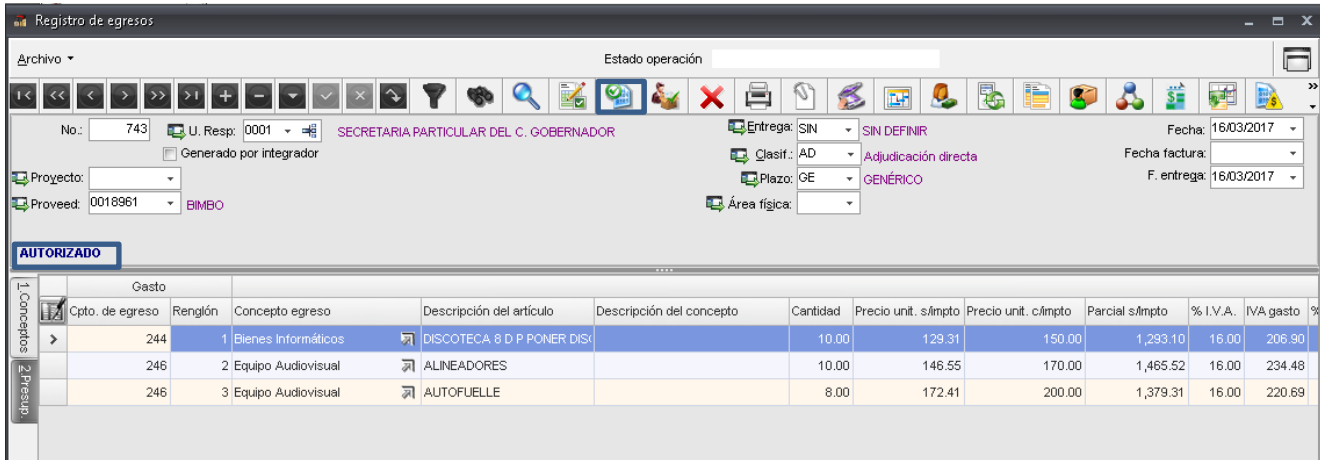 Registro de egresos
Archivo Estado operación
No.: 743 U. Resp: 0001 SECRETARIA PARTICULAR DEL C. GOBERNADOR Entrega: SIN SIN DEFINIR Fecha: 16/03/2017
Generado por integrador Clasif.: AD Adjudicación directa Fecha factura:
Proyecto: Plazo: GE GENÉRICO F. entrega: 16/03/2017
Proveed: 0018961 BIMBO Área física:
AUTORIZADO
1.Conceptos
2.Presup.
Gasto
Cpto. de egreso Renglón Concepto egreso Descripción del artículo Descripción del concepto Cantidad Precio unit. s/impto Precio unit. c/impto Parcial s/impto % I.V.A. IVA gasto %
244 1 Bienes Informáticos DISCOTECA 8 D P PONER DIS( 10.00 129.31 150.00 1,293.10 16.00 206.90
246 2 Equipo Audiovisual ALINEADORES 10.00 146.55 170.00 1,465.52 16.00 234.48
246 3 Equipo Audiovisual AUTOFUELLE 8.00 172.41 200.00 1,379.31 16.00 220.69